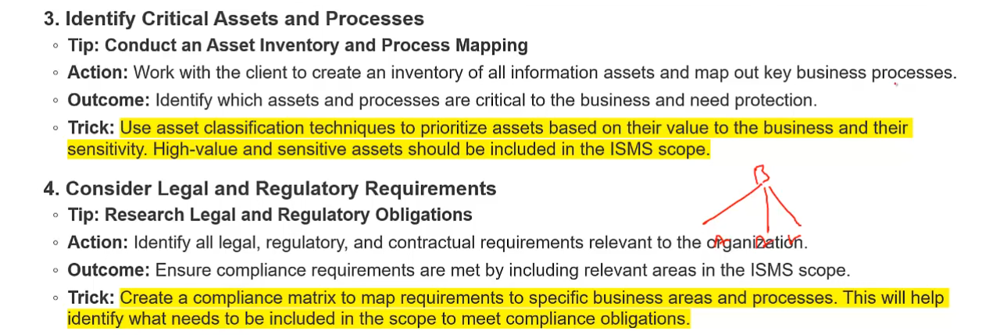 3. Identify Critical Assets and Processes
◦ Tip: Conduct an Asset Inventory and Process Mapping
◦ Action: Work with the client to create an inventory of all information assets and map out key business processes.
◦ Outcome: Identify which assets and processes are critical to the business and need protection.
◦ Trick: Use asset classification techniques to prioritize assets based on their value to the business and their
sensitivity. High-value and sensitive assets should be included in the ISMS scope.
B
4. Consider Legal and Regulatory Requirements
◦ Tip: Research Legal and Regulatory Obligations
◦ Action: Identify all legal, regulatory, and contractual requirements relevant to the organization.
◦ Outcome: Ensure compliance requirements are met by including relevant areas in the ISMS scope.
◦ Trick: Create a compliance matrix to map requirements to specific business areas and processes. This will help
identify what needs to be included in the scope to meet compliance obligations.